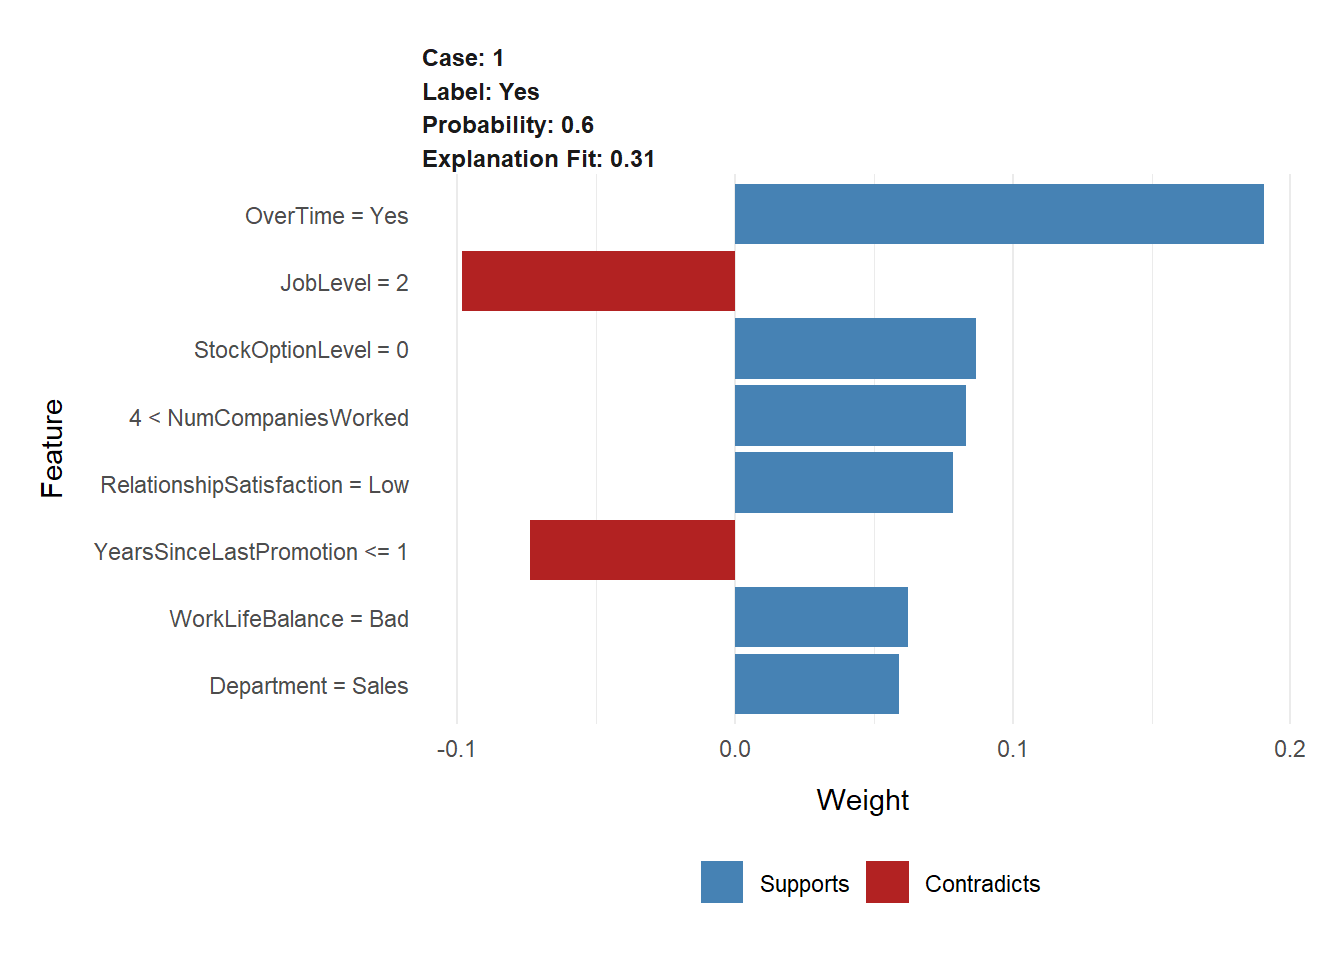 Case: 1
Label: Yes
Probability: 0.6
Explanation Fit: 0.31
OverTime = Yes
JobLevel = 2
StockOptionLevel = 0
4 < NumCompaniesWorked
RelationshipSatisfaction = Low
YearsSinceLastPromotion <= 1
WorkLifeBalance = Bad
Department = Sales
Feature
-0.1 0.0 0.1 0.2
Weight
Supports Contradicts